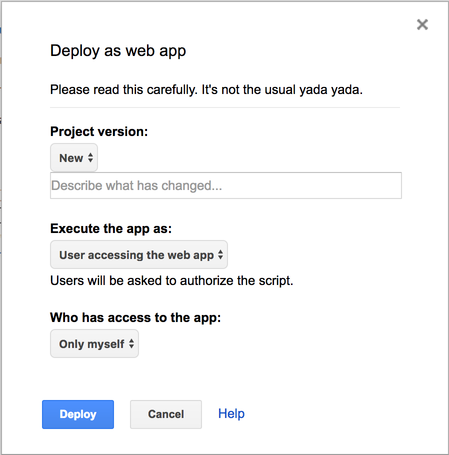 Deploy as web app
Please read this carefully. It's not the usual yada yada.
Project version:
New
Describe what has changed...
Execute the app as:
User accessing the web app
Users will be asked to authorize the script.
Who has access to the app:
Only myself
Deploy Cancel Help